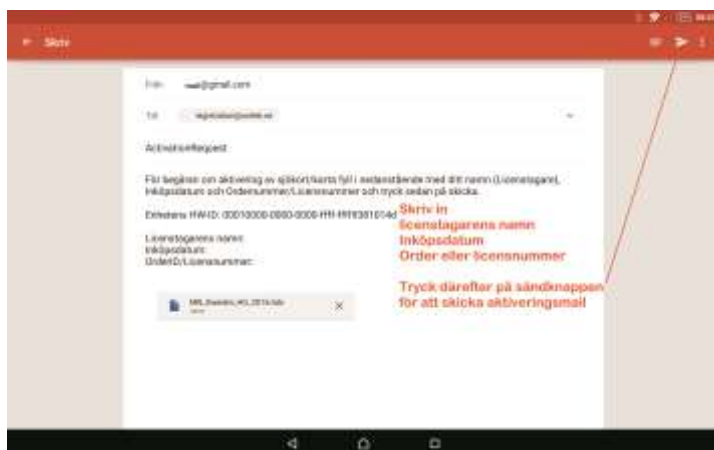 Skriv
Från @gmail.com
Till
ActivationRequest
För begäran om aktivering av sjökort/karta fyll i nedanstående med ditt namn (Licenstagare),
Inköpsdatum och Ordernummer/Licensnummer och tryck sedan på skicka.
Enhetens HW-ID:
Skriv in
licenstagarens namn
Inköpsdatum
Order eller licensnummer
Licenstagarens namn:
Inköpsdatum:
OrderID/Licensnummer:
Tryck därefter på sändknappen
för att skicka aktiveringsmail